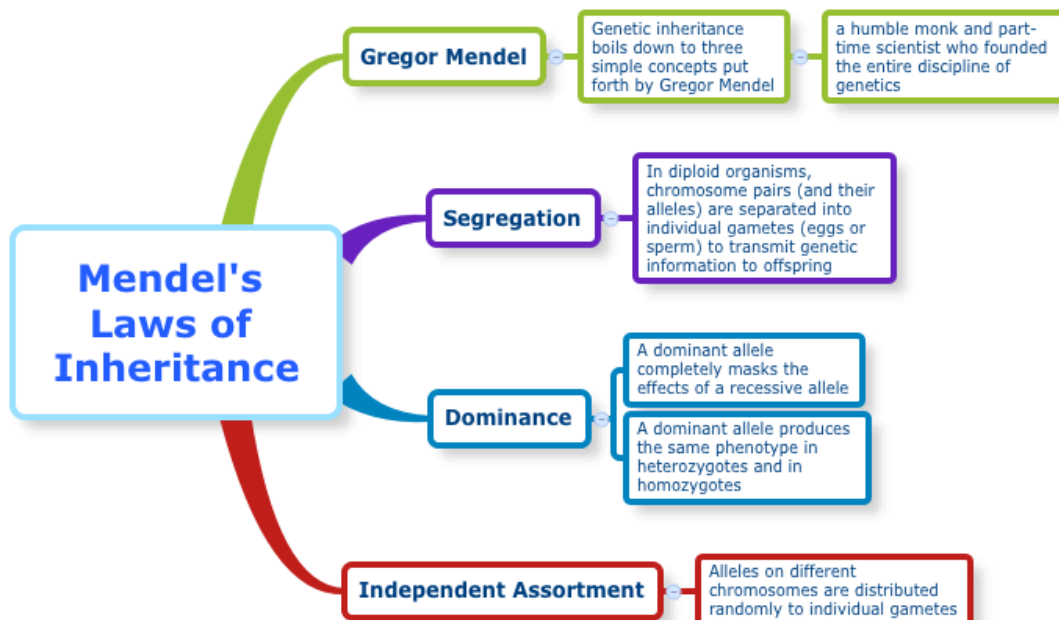 Mendel's
Laws of
Inheritance
Gregor Mendel
Genetic inheritance
boils down to three
simple concepts put
forth by Gregor Mendel
a humble monk and part-
time scientist who founded
the entire discipline of
genetics
Segregation
In diploid organisms,
chromosome pairs (and their
alleles) are separated into
individual gametes (eggs or
sperm) to transmit genetic
information to offspring
Dominance
A dominant allele
completely masks the
effects of a recessive allele
A dominant allele produces
the same phenotype in
heterozygotes and in
homozygotes
Independent Assortment
Alleles on different
chromosomes are distributed
randomly to individual gametes